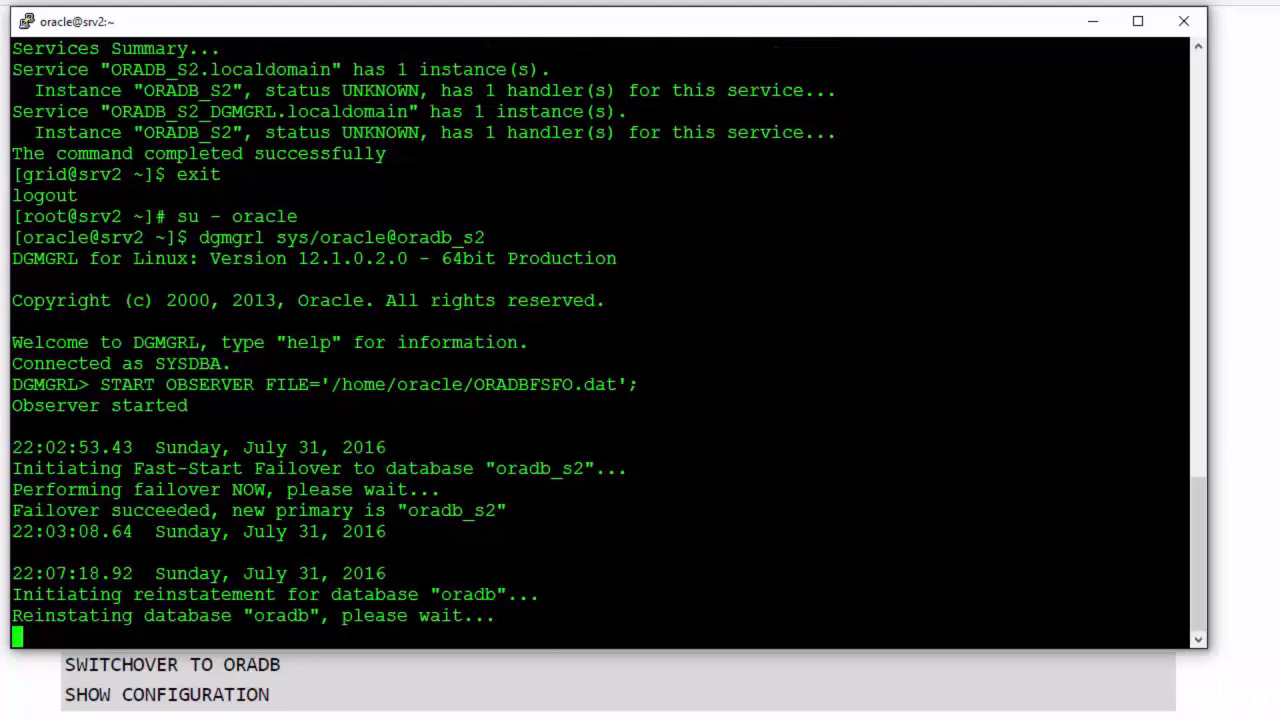 oracle@srv2:~
Services Summary...
Service "ORADB_S2.localdomain" has 1 instance(s).
  Instance "ORADB_S2", status UNKNOWN, has 1 handler(s) for this service...
Service "ORADB_S2_DGMGRL.localdomain" has 1 instance(s).
  Instance "ORADB_S2", status UNKNOWN, has 1 handler(s) for this service...
The command completed successfully
[grid@srv2 ~]$ exit
logout
[root@srv2 ~]# su - oracle
[oracle@srv2 ~]$ dgmgrl sys/oracle@oradb_s2
DGMGRL for Linux: Version 12.1.0.2.0 - 64bit Production
Copyright (c) 2000, 2013, Oracle. All rights reserved.
Welcome to DGMGRL, type "help" for information.
Connected as SYSDBA.
DGMGRL> START OBSERVER FILE='/home/oracle/ORADBFSFO.dat';
Observer started
22:02:53.43  Sunday, July 31, 2016
Initiating Fast-Start Failover to database "oradb_s2"...
Performing failover NOW, please wait...
Failover succeeded, new primary is "oradb_s2"
22:03:08.64  Sunday, July 31, 2016
22:07:18.92  Sunday, July 31, 2016
Initiating reinstatement for database "oradb"...
Reinstating database "oradb", please wait...
SWITCHOVER TO ORADB
SHOW CONFIGURATION